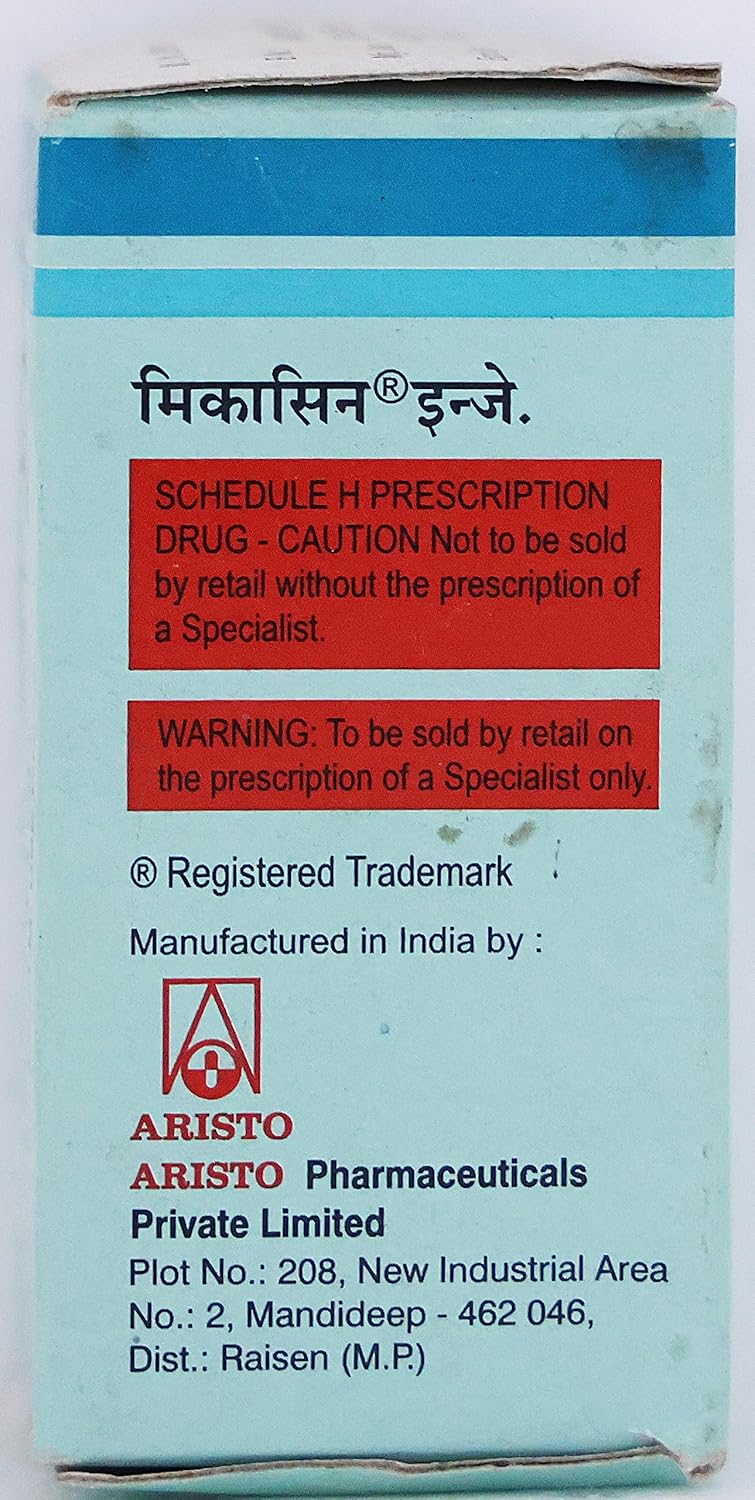 मिकासिन® इन्जे.
SCHEDULE H PRESCRIPTION
DRUG - CAUTION Not to be sold
by retail without the prescription of
a Specialist.
WARNING: To be sold by retail on
the prescription of a Specialist only.
® Registered Trademark
Manufactured in India by :
ARISTO
ARISTO Pharmaceuticals
Private Limited
Plot No.: 208, New Industrial Area
No.: 2, Mandideep - 462 046,
Dist.: Raisen (M.P.)